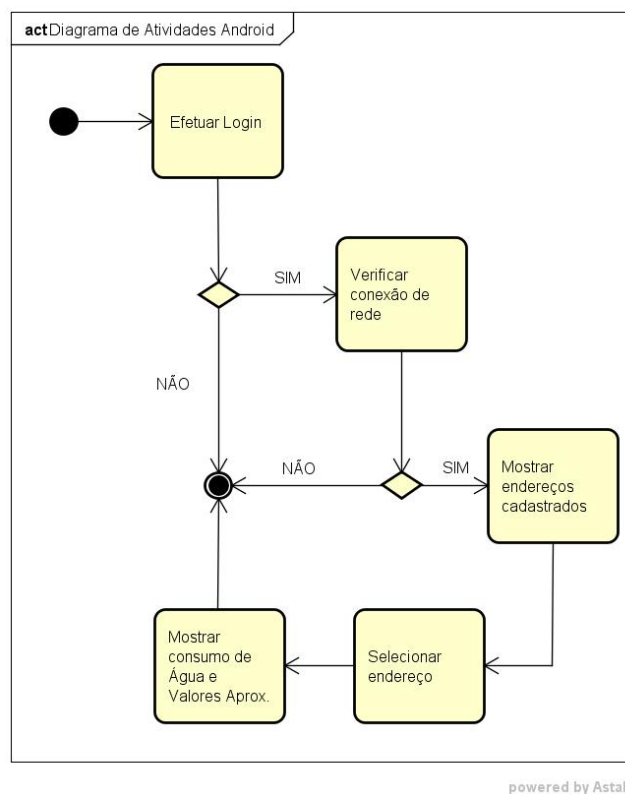 act Diagrama de Atividades Android
Efetuar Login
SIM
Verificar
conexão de
rede
NÃO
NÃO
SIM
Mostrar
endereços
cadastrados
Mostrar
consumo de
Água e
Valores Aprox.
Selecionar
endereço
powered by